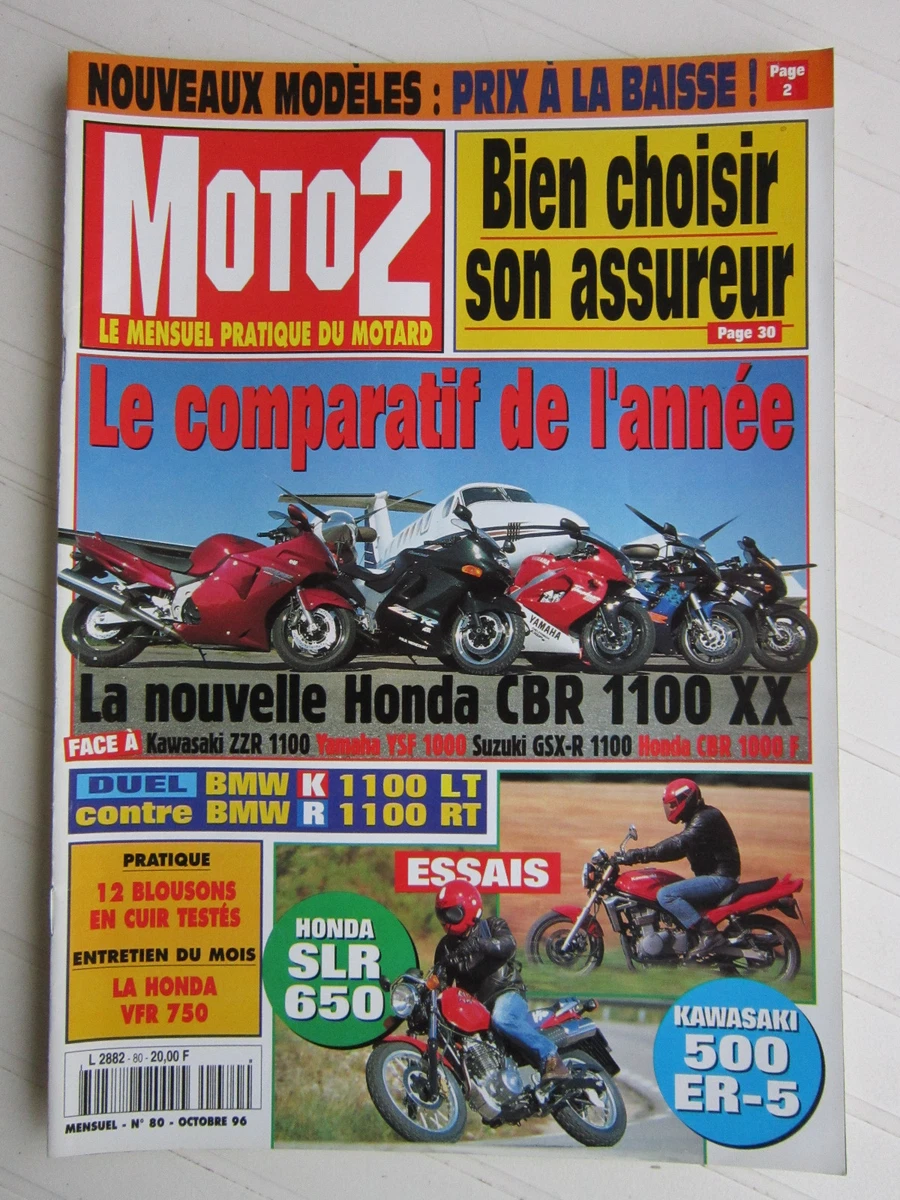 NOUVEAUX MODÈLES : PRIX À LA BAISSE !
Page
2
MOTO2
LE MENSUEL PRATIQUE DU MOTARD
Bien choisir
son assureur
Page 30
Le comparatif de l'année
YAMAHA
La nouvelle Honda CBR 1100 XX
FACE À Kawasaki ZZR 1100 Yamaha YSF 1000 Suzuki GSX-R 1100 Honda CBR 1000 F
DUEL BMW K 1100 LT
contre BMW R 1100 RT
PRATIQUE
12 BLOUSONS
EN CUIR TESTÉS
ENTRETIEN DU MOIS
LA HONDA
VFR 750
ESSAIS
HONDA
SLR
650
KAWASAKI
500
ER-5
L 2882 - 80 - 20,00 F
MENSUEL - N° 80 - OCTOBRE 96